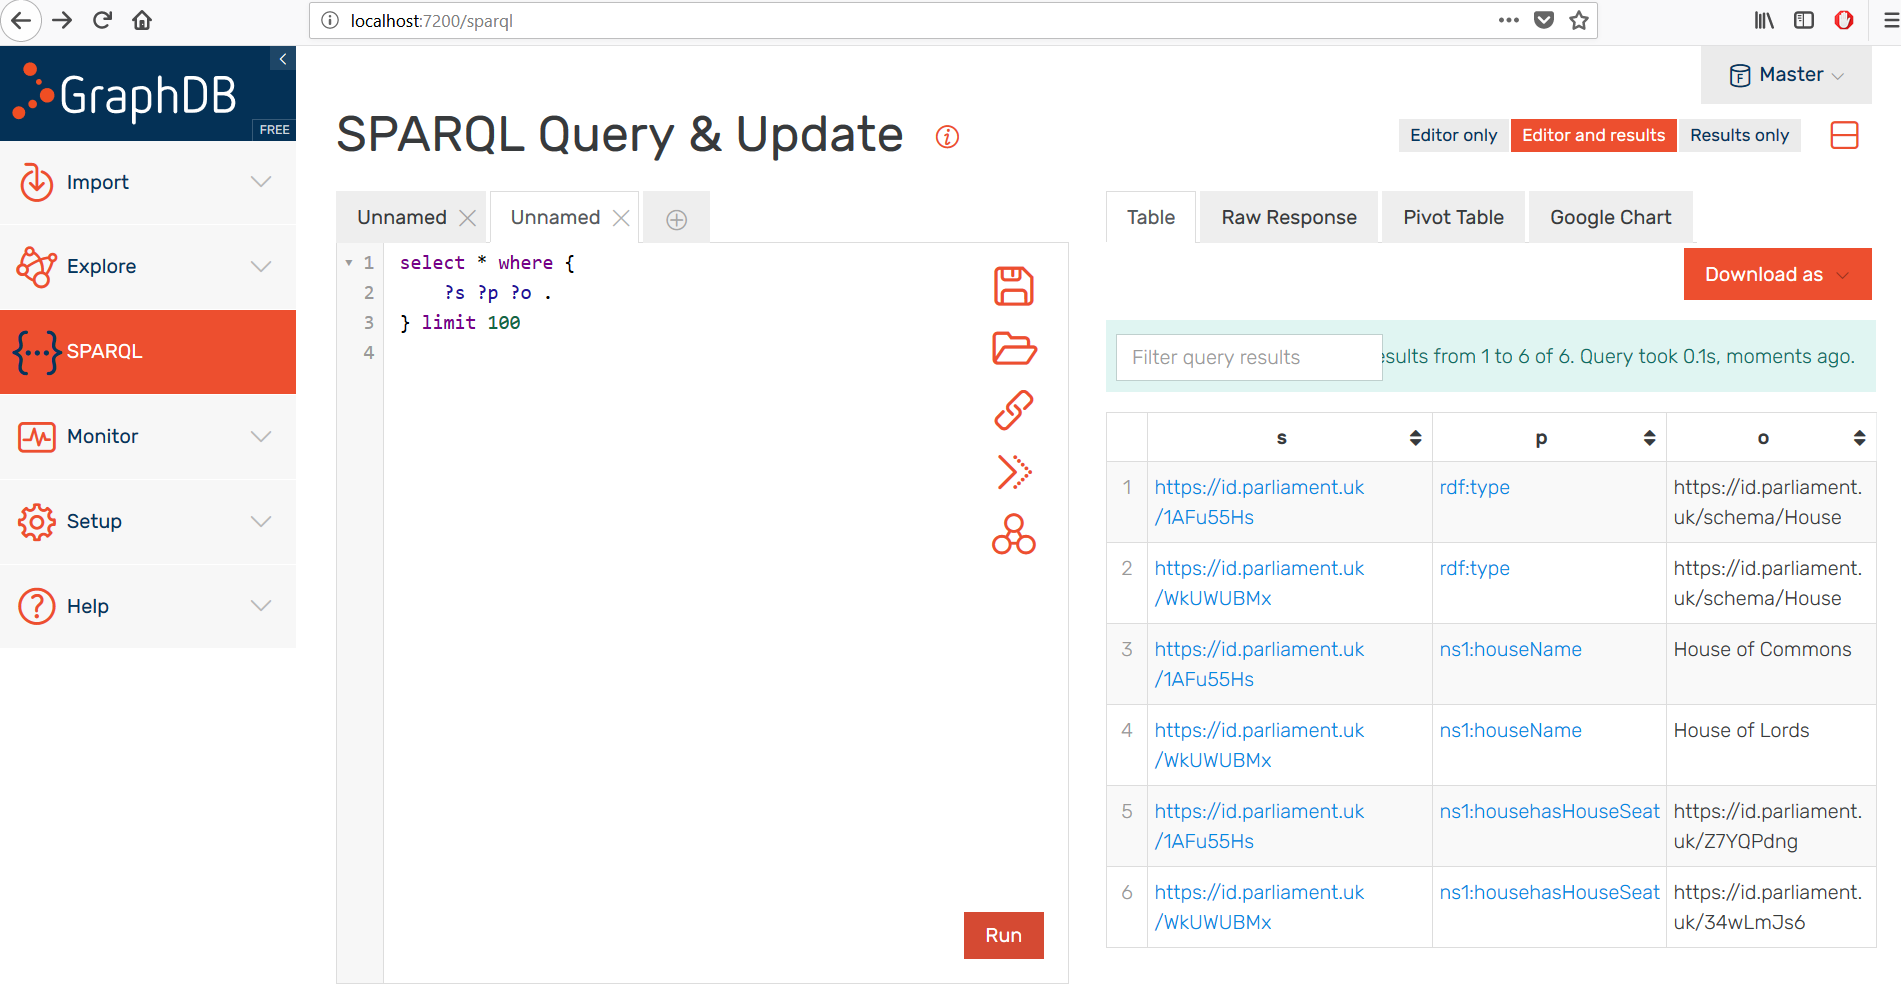 localhost:7200/sparql
GraphDB
FREE
Import
Explore
SPARQL
Monitor
Setup
Help
Master
SPARQL Query & Update
Editor only
Editor and results
Results only
Unnamed
Unnamed
1 select * where {
2 ?s ?p ?o .
3 } limit 100
4
Run
Table
Raw Response
Pivot Table
Google Chart
Download as
Filter query results
esults from 1 to 6 of 6. Query took 0.1s, moments ago.
s p o
1 https://id.parliament.uk rdf:type https://id.parliament.
/1AFu55Hs uk/schema/House
2 https://id.parliament.uk rdf:type https://id.parliament.
/WkUWUBMx uk/schema/House
3 https://id.parliament.uk ns1:houseName House of Commons
/1AFu55Hs
4 https://id.parliament.uk ns1:houseName House of Lords
/WkUWUBMx
5 https://id.parliament.uk ns1:househasHouseSeat https://id.parliament.
/1AFu55Hs uk/Z7YQPdng
6 https://id.parliament.uk ns1:househasHouseSeat https://id.parliament.
/WkUWUBMx uk/34wLmJs6